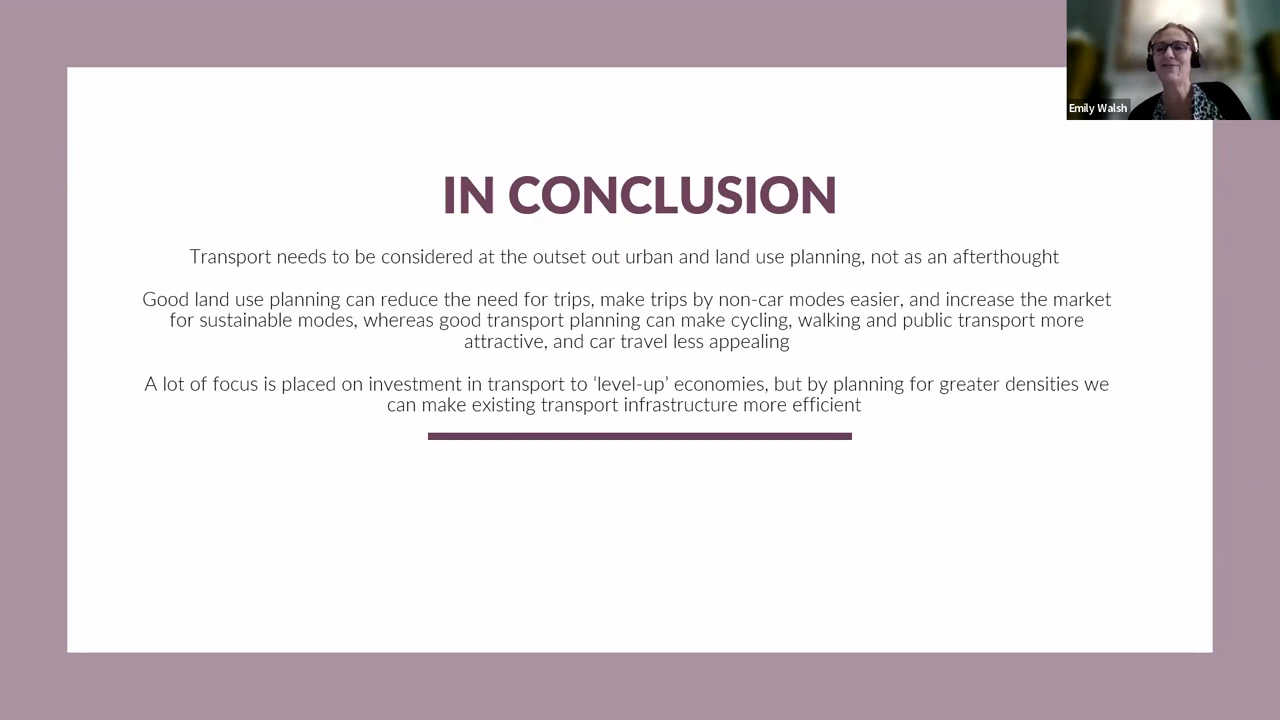 Emily Walsh
IN CONCLUSION
Transport needs to be considered at the outset out urban and land use planning, not as an afterthought
Good land use planning can reduce the need for trips, make trips by non-car modes easier, and increase the market
for sustainable modes, whereas good transport planning can make cycling, walking and public transport more
attractive, and car travel less appealing
A lot of focus is placed on investment in transport to ‘level-up’ economies, but by planning for greater densities we
can make existing transport infrastructure more efficient